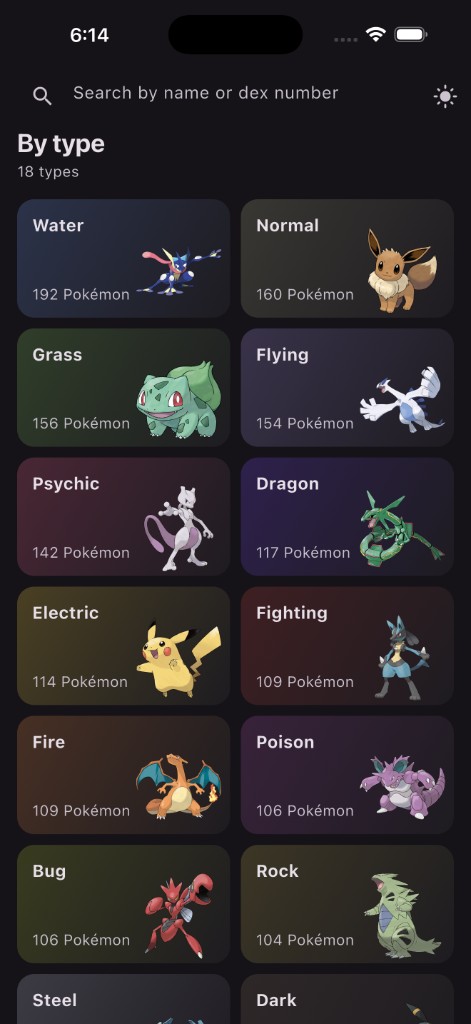 6:14
Search by name or dex number
By type
18 types
Water
192 Pokémon
Normal
160 Pokémon
Grass
156 Pokémon
Flying
154 Pokémon
Psychic
142 Pokémon
Dragon
117 Pokémon
Electric
114 Pokémon
Fighting
109 Pokémon
Fire
109 Pokémon
Poison
106 Pokémon
Bug
106 Pokémon
Rock
104 Pokémon
Steel
Dark